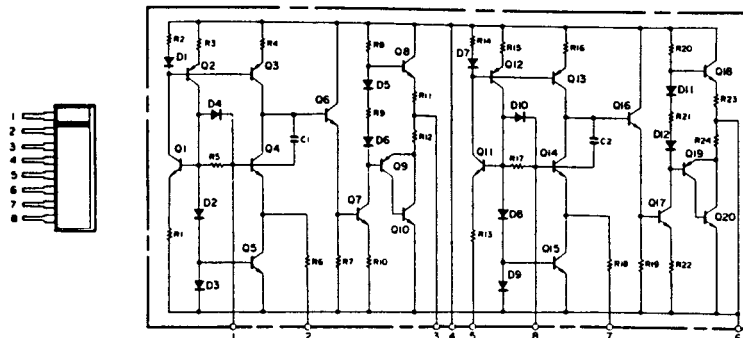 1
2
3
4
5
6
7
8
R2 R3 R4 R8 Q8 R14 R15 R16 R20 Q18
D1 Q2 Q3 D7 Q12 Q13
D5 R11 D11 R23
D4 Q6 R9 D10 Q16 R21
C1 D6 R12 C2 D12 R24
Q1 R5 Q4 Q9 Q11 R17 Q14 Q19
D2 Q7 Q10 D8 Q17 Q20
R1 Q5 R6 R7 R10 R13 Q15 R18 R19 R22
D3 D9
1 2 3 4 5 8 7 6